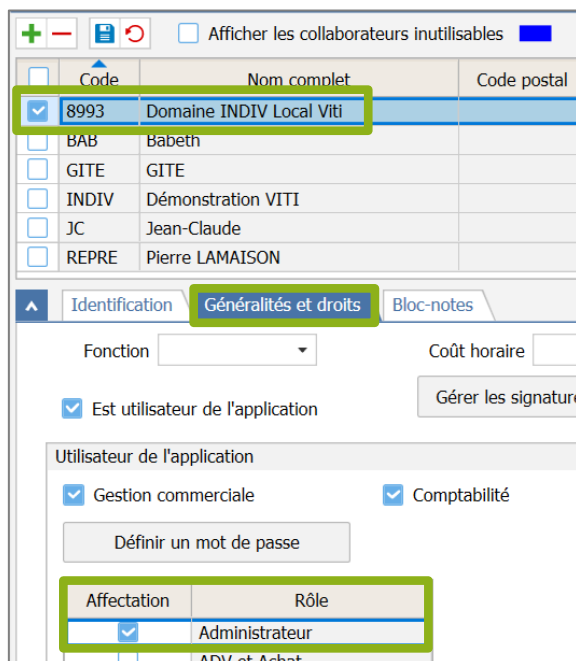 Afficher les collaborateurs inutilisables
Code Nom complet Code postal
8993 Domaine INDIV Local Viti
BAB Babeth
GITE GITE
INDIV Démonstration VITI
JC Jean-Claude
REPRE Pierre LAMAISON
Identification Généralités et droits Bloc-notes
Fonction Coût horaire
Gérer les signature
Est utilisateur de l'application
Utilisateur de l'application
Gestion commerciale Comptabilité
Définir un mot de passe
Affectation Rôle
Administrateur
ADV et Achat